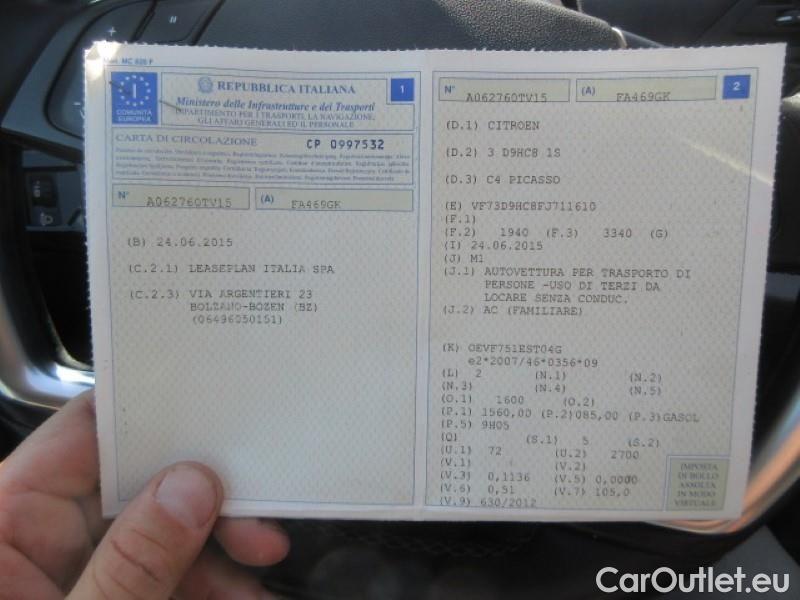 Mod. MC 820 F
I
COMUNITÀ
EUROPEA
REPUBBLICA ITALIANA
Ministero delle Infrastrutture e dei Trasporti
DIPARTIMENTO PER I TRASPORTI, LA NAVIGAZIONE,
GLI AFFARI GENERALI ED IL PERSONALE
1
CARTA DI CIRCOLAZIONE
CP 0997532
N° A062760TV15 (A) FA469GK
(B) 24.06.2015
(C.2.1) LEASEPLAN ITALIA SPA
(C.2.3) VIA ARGENTIERI 23
BOLZANO-BOZEN (BZ)
(06496050151)
N° A062760TV15 (A) FA469GK
2
(D.1) CITROEN
(D.2) 3 D9HC8 1S
(D.3) C4 PICASSO
(E) VF73D9HC8FJ711610
(F.1)
(F.2) 1940 (F.3) 3340 (G)
(I) 24.06.2015
(J) M1
(J.1) AUTOVETTURA PER TRASPORTO DI
PERSONE -USO DI TERZI DA
LOCARE SENZA CONDUC.
(J.2) AC (FAMILIARE)
(K) OEVF751EST04G
e2*2007/46*0356*09
(L) 2 (N.1) (N.2)
(N.3) (N.4) (N.5)
(O.1) 1600 (O.2)
(P.1) 1560,00 (P.2)085,00 (P.3)GASOL
(P.5) 9H05
(Q) (S.1) 5 (S.2)
(U.1) 72 (U.2) 2700
(V.1) (V.2)
(V.3) 0,1136 (V.5) 0,0000
(V.6) 0,51 (V.7) 105,0
(V.9) 630/2012
IMPOSTA
DI BOLLO
ASSOLTA
IN MODO
VIRTUALE
CarOutlet.eu